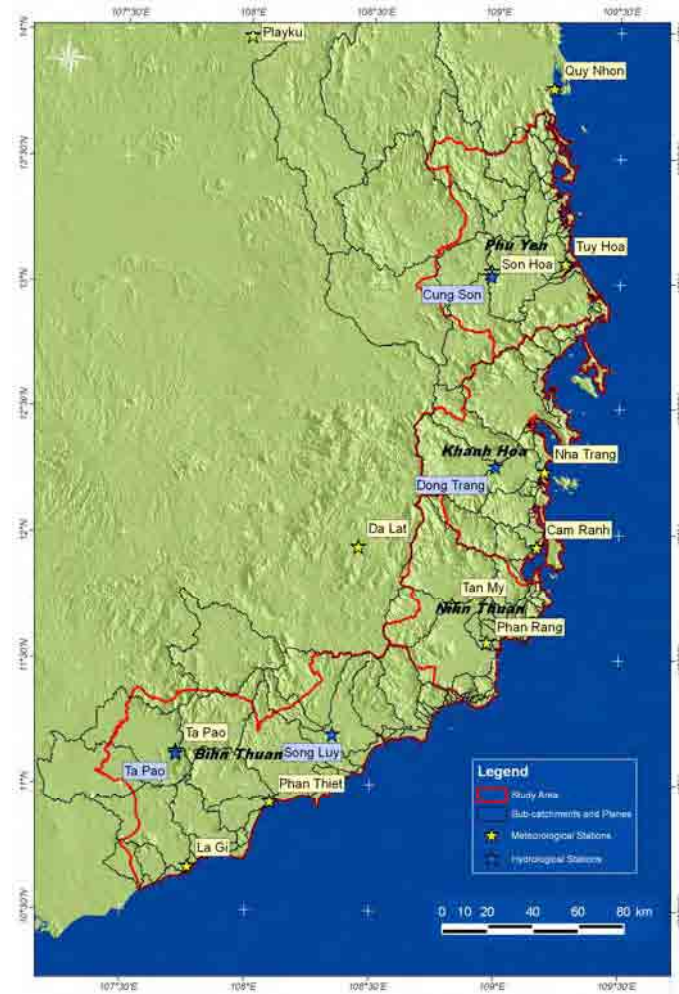 107°30'E
108°E
108°30'E
109°E
109°30'E
14°N
Playku
Quy Nhon
13°30'N
Phu Yen
Tuy Hoa
Son Hoa
13°N
Cung Son
12°30'N
Khanh Hoa
Nha Trang
Dong Trang
12°N
Da Lat
Cam Ranh
Tan My
Nihn Thuan
Phan Rang
11°30'N
Ta Pao
Bihn Thuan
Song Luy
Ta Pao
11°N
Phan Thiet
La Gi
10°30'N
Legend
Study Area
Sub-catchments and Planes
Meteorological Stations
Hydrological Stations
0 10 20 40 60 80 km
107°30'E
108°E
108°30'E
109°E
109°30'E